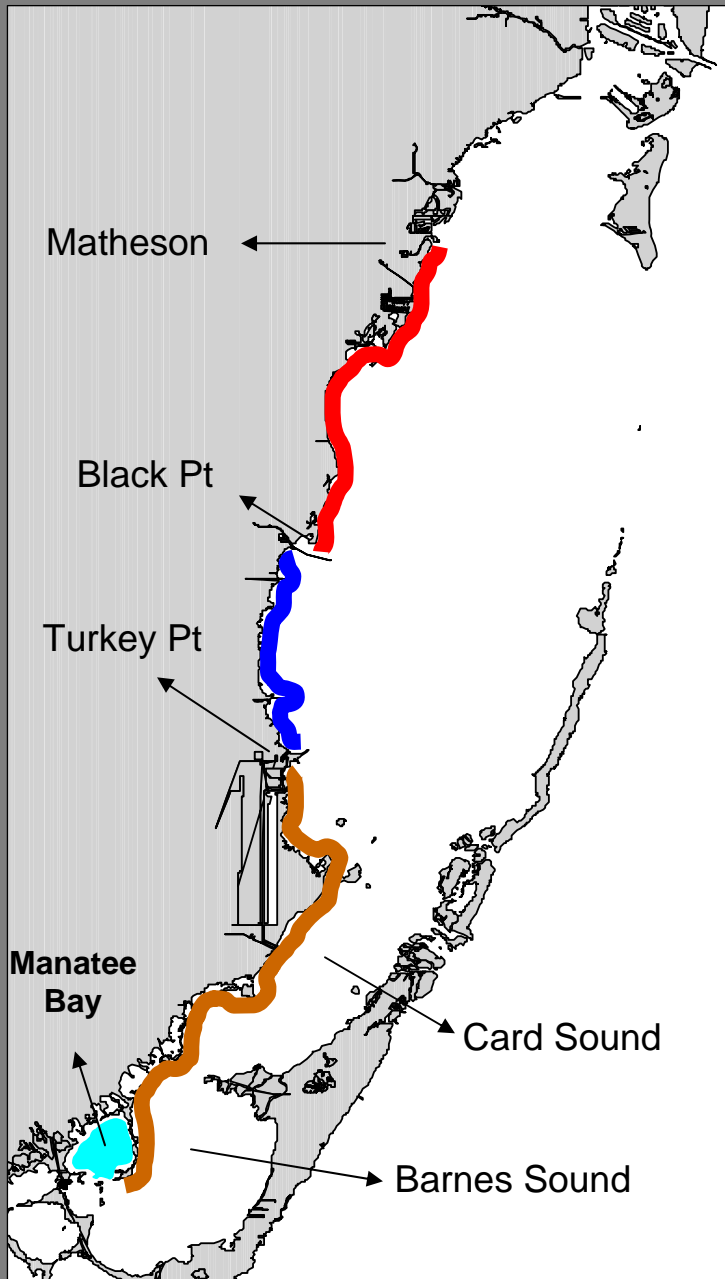 Matheson
Black Pt
Turkey Pt
Manatee
Bay
Card Sound
Barnes Sound